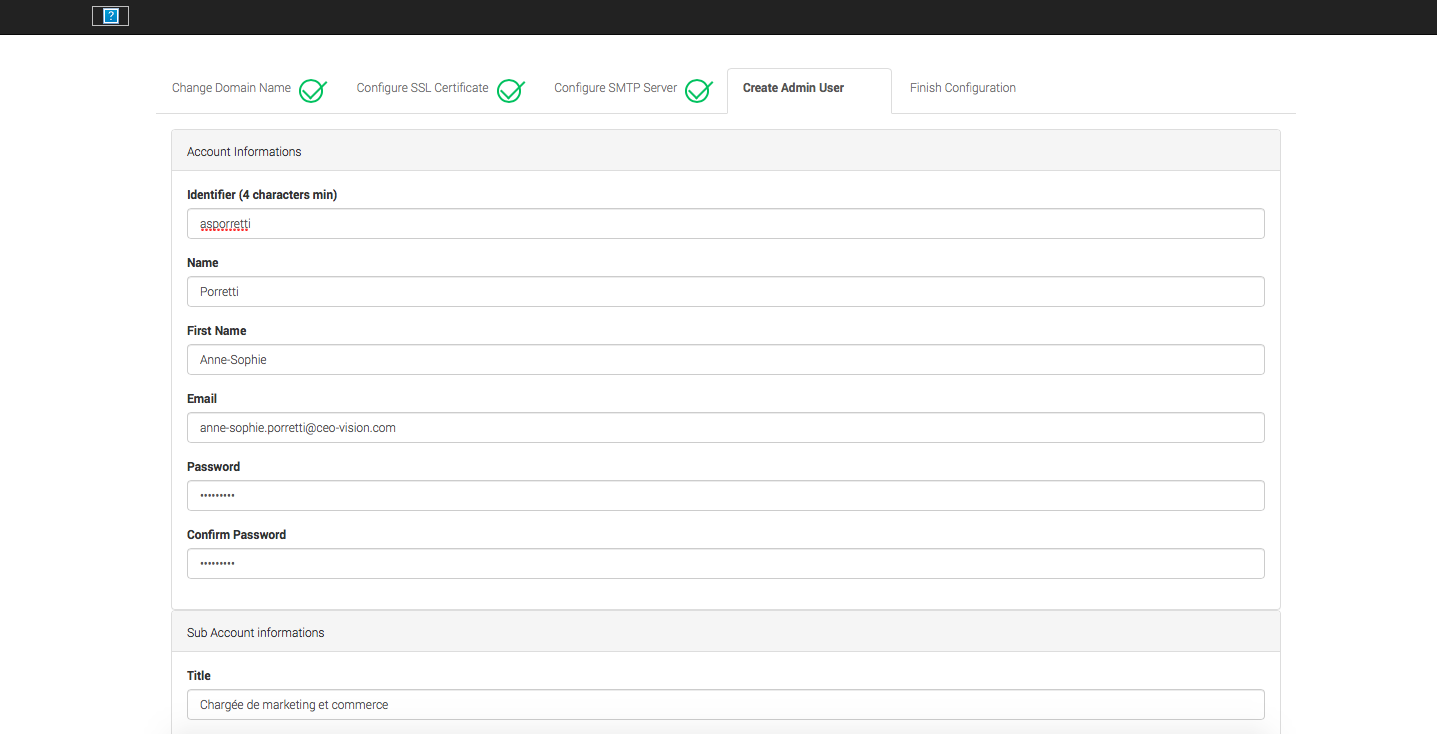 ?
Change Domain Name Configure SSL Certificate Configure SMTP Server Create Admin User Finish Configuration
Account Informations
Identifier (4 characters min)
asporretti
Name
Porretti
First Name
Anne-Sophie
Email
anne-sophie.porretti@ceo-vision.com
Password
•••••••••
Confirm Password
•••••••••
Sub Account informations
Title
Chargée de marketing et commerce